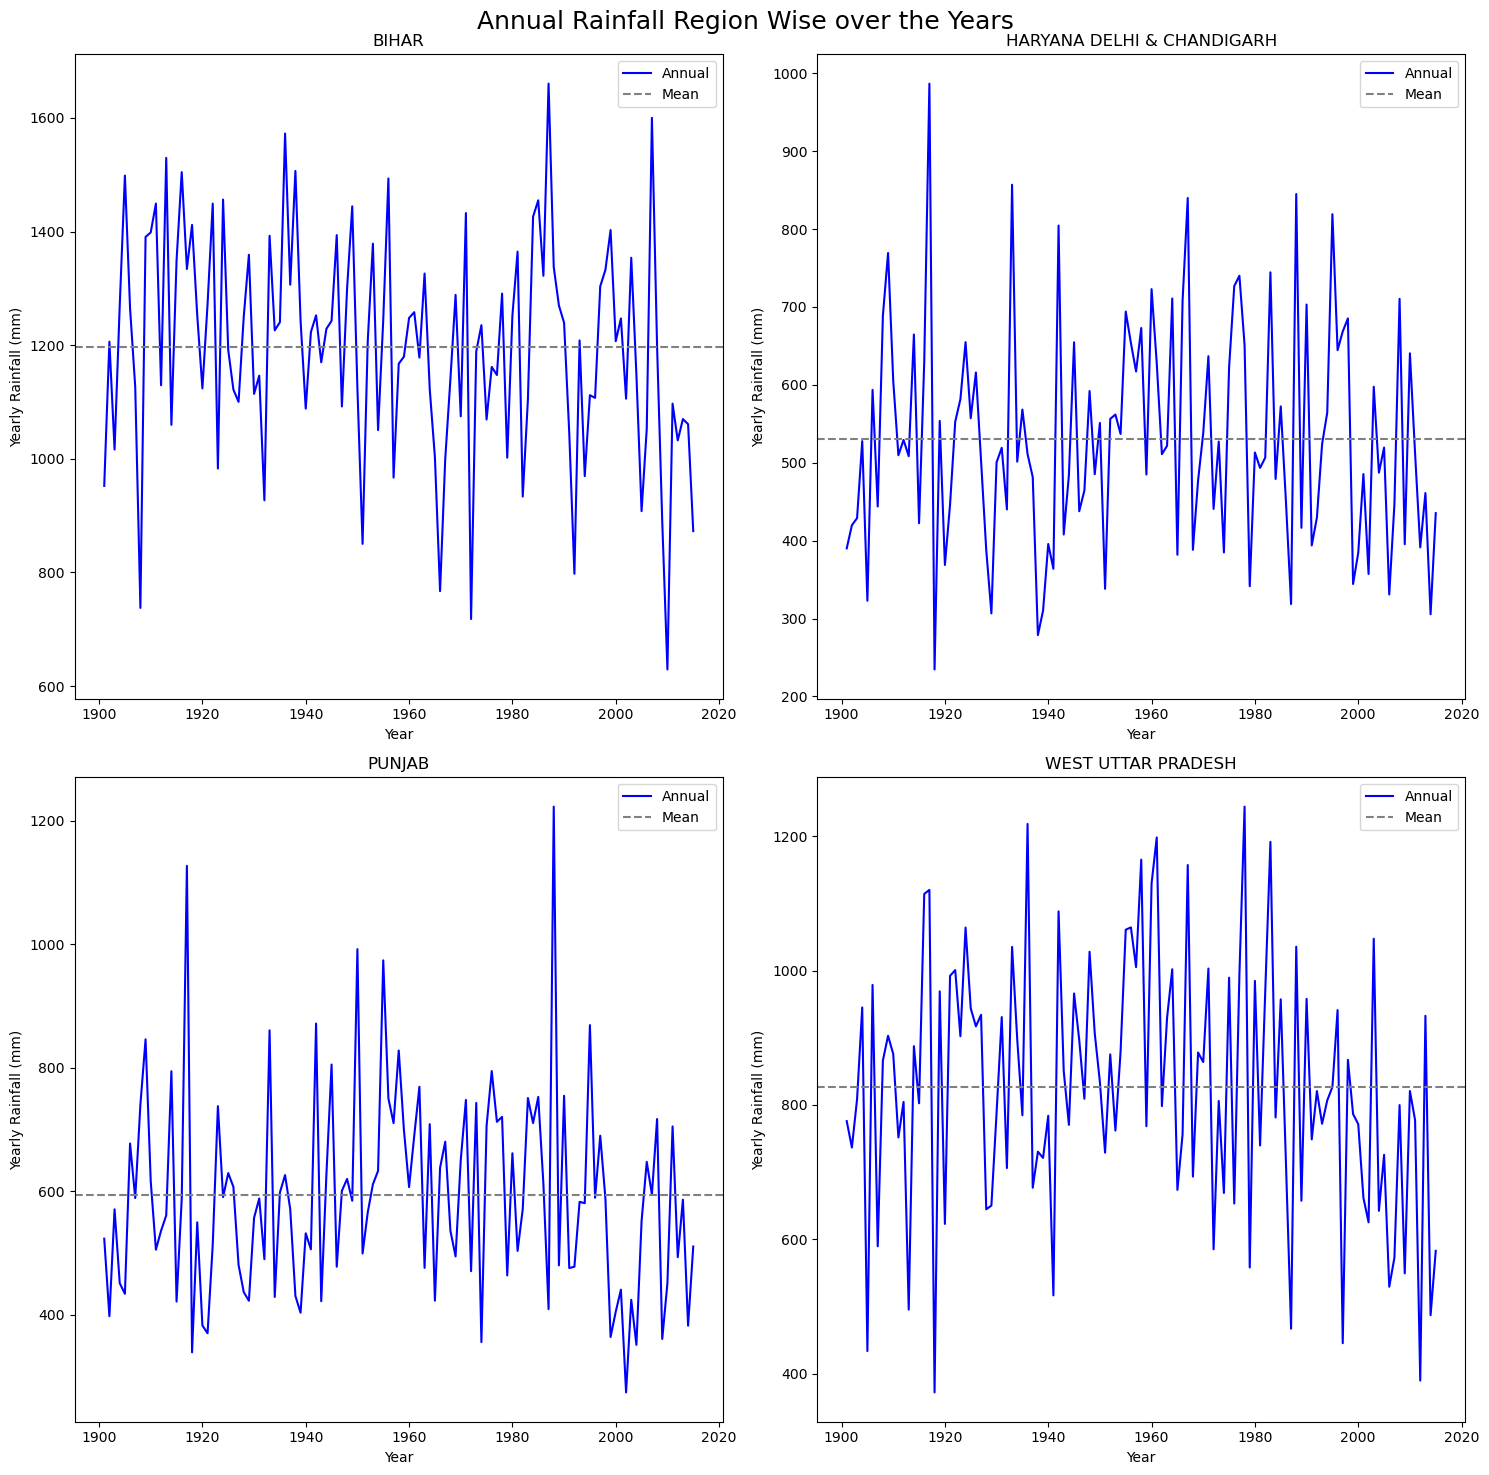 Annual Rainfall Region Wise over the Years
BIHAR
Annual
Mean
Yearly Rainfall (mm)
1600
1400
1200
1000
800
600
1900 1920 1940 1960 1980 2000 2020
Year
HARYANA DELHI & CHANDIGARH
Annual
Mean
Yearly Rainfall (mm)
1000
900
800
700
600
500
400
300
200
1900 1920 1940 1960 1980 2000 2020
Year
PUNJAB
Annual
Mean
Yearly Rainfall (mm)
1200
1000
800
600
400
1900 1920 1940 1960 1980 2000 2020
Year
WEST UTTAR PRADESH
Annual
Mean
Yearly Rainfall (mm)
1200
1000
800
600
400
1900 1920 1940 1960 1980 2000 2020
Year